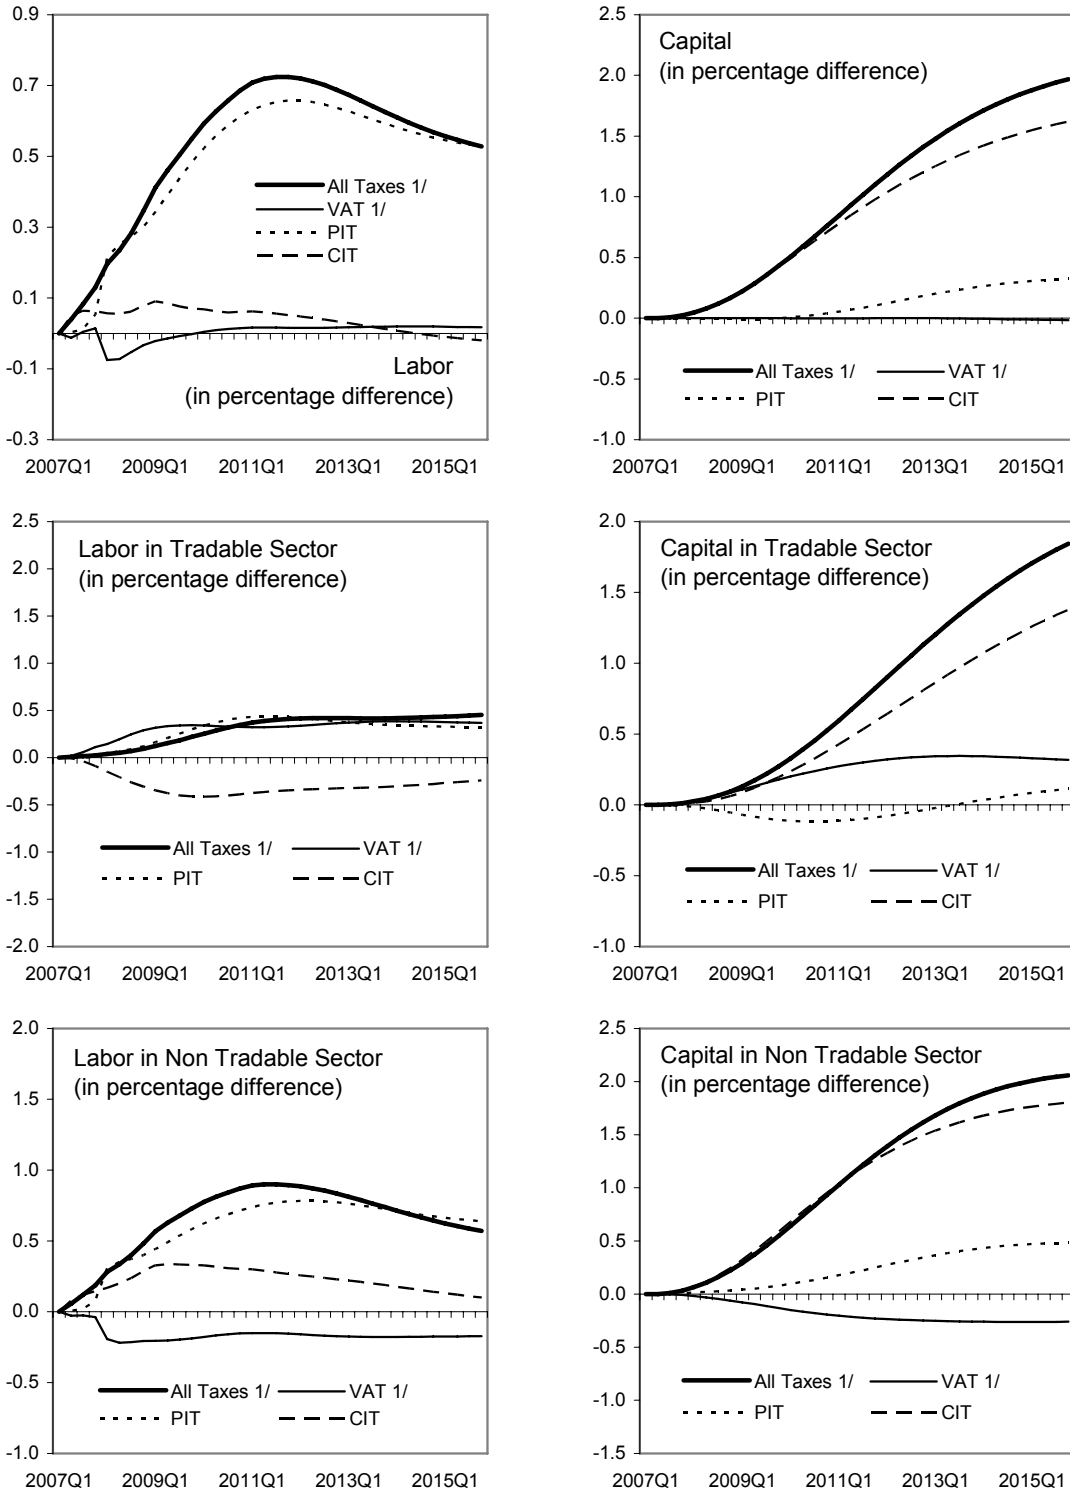 0.9
0.7
0.5
0.3
0.1
-0.1
-0.3
All Taxes 1/
VAT 1/
PIT
CIT
Labor
(in percentage difference)
2007Q1 2009Q1 2011Q1 2013Q1 2015Q1
Capital
(in percentage difference)
2.5
2.0
1.5
1.0
0.5
0.0
-0.5
-1.0
All Taxes 1/ VAT 1/
PIT CIT
2007Q1 2009Q1 2011Q1 2013Q1 2015Q1
Labor in Tradable Sector
(in percentage difference)
2.5
2.0
1.5
1.0
0.5
0.0
-0.5
-1.0
-1.5
-2.0
All Taxes 1/ VAT 1/
PIT CIT
2007Q1 2009Q1 2011Q1 2013Q1 2015Q1
Capital in Tradable Sector
(in percentage difference)
2.0
1.5
1.0
0.5
0.0
-0.5
-1.0
All Taxes 1/ VAT 1/
PIT CIT
2007Q1 2009Q1 2011Q1 2013Q1 2015Q1
Labor in Non Tradable Sector
(in percentage difference)
2.0
1.5
1.0
0.5
0.0
-0.5
-1.0
All Taxes 1/ VAT 1/
PIT CIT
2007Q1 2009Q1 2011Q1 2013Q1 2015Q1
Capital in Non Tradable Sector
(in percentage difference)
2.5
2.0
1.5
1.0
0.5
0.0
-0.5
-1.0
-1.5
All Taxes 1/ VAT 1/
PIT CIT
2007Q1 2009Q1 2011Q1 2013Q1 2015Q1